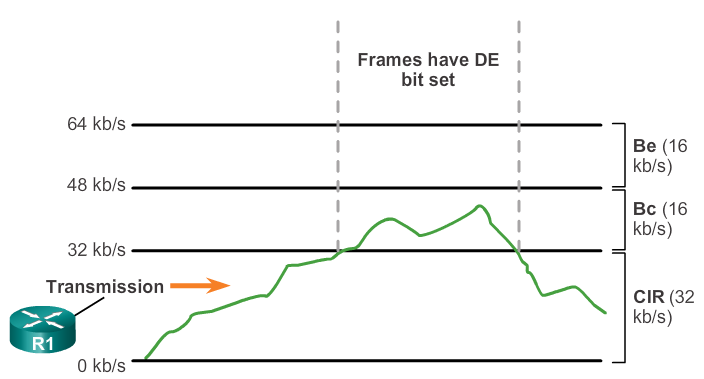 Frames have DE
bit set
64 kb/s
Be (16
kb/s)
48 kb/s
Bc (16
kb/s)
32 kb/s
Transmission
CIR (32
kb/s)
R1
0 kb/s